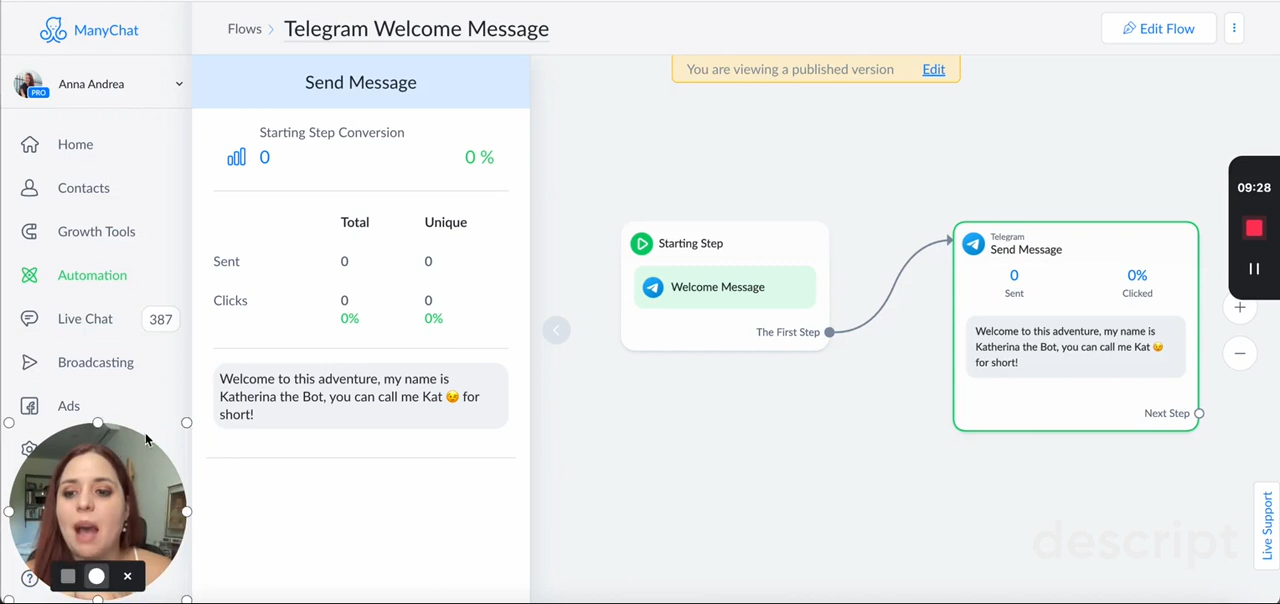 ManyChat
Flows > Telegram Welcome Message
Edit Flow
Anna Andrea
PRO
Home
Contacts
Growth Tools
Automation
Live Chat 387
Broadcasting
Ads
Send Message
Starting Step Conversion
0 0 %
Total Unique
Sent 0 0
Clicks 0 0
0% 0%
Welcome to this adventure, my name is
Katherina the Bot, you can call me Kat 😉 for
short!
You are viewing a published version Edit
Starting Step
Welcome Message
The First Step
Telegram
Send Message
0 0%
Sent Clicked
Welcome to this adventure, my name is
Katherina the Bot, you can call me Kat 😉
for short!
Next Step
09:28
Live Support
descript